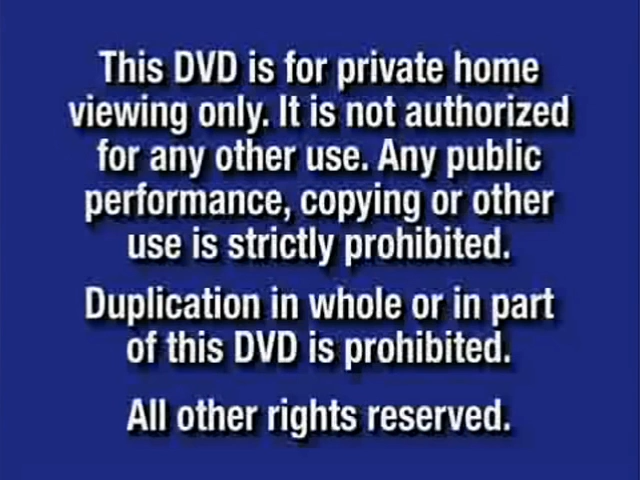 This DVD is for private home
viewing only. It is not authorized
for any other use. Any public
performance, copying or other
use is strictly prohibited.
Duplication in whole or in part
of this DVD is prohibited.
All other rights reserved.